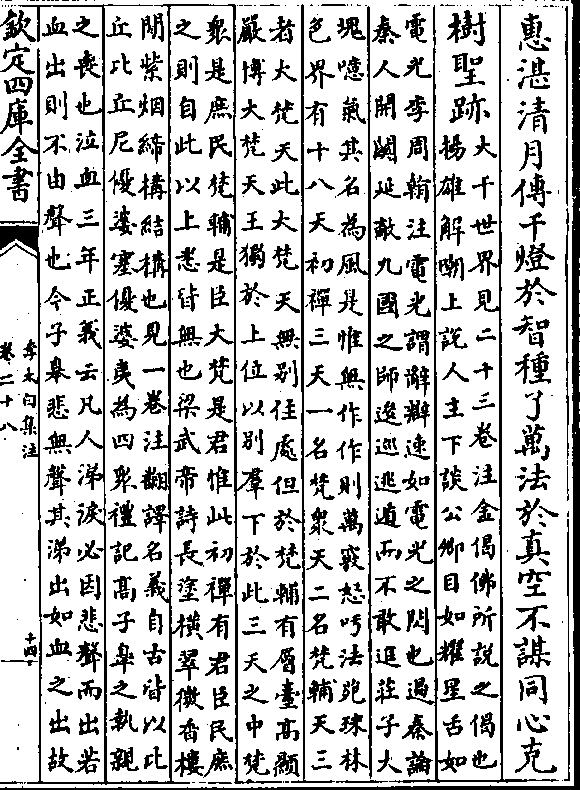 惠湛清月傳千燈於智種了萬法於真空不謀同心克
樹聖跡
大千世界見二十三卷注金偈佛所說之偈也
揚雄解嘲上說人主下談公卿目如耀星舌如
電光李周翰注電光謂辭辯速如電光之閃也過秦論
秦人開闗延敵九國之師逡巡逃遁而不敢進莊子大
塊噫氣其名為風是惟無作作則萬竅怒呺法苑珠林
色界有十八天初禪三天一名梵衆天二名梵輔天三
者大梵天此大梵天無别住處但於梵輔有層臺高顯
嚴博大梵天王獨於上位以别羣下於此三天之中梵
衆是庶民梵輔是臣大梵是君惟此初禪有君臣民庶
之則自此以上悉皆無也梁武帝詩長塗橫翠微香樓
間紫烟締構結構也見一卷注翻譯名義自古皆以比
丘比丘尼優婆塞優婆夷為四衆禮記髙子臯之執親
之喪也泣血三年正義云凡人涕淚必因悲聲而出若
血出則不由聲也今子臯悲無聲其涕出如血之出故
欽定四庫全書
李太白集注
卷二十八
十四